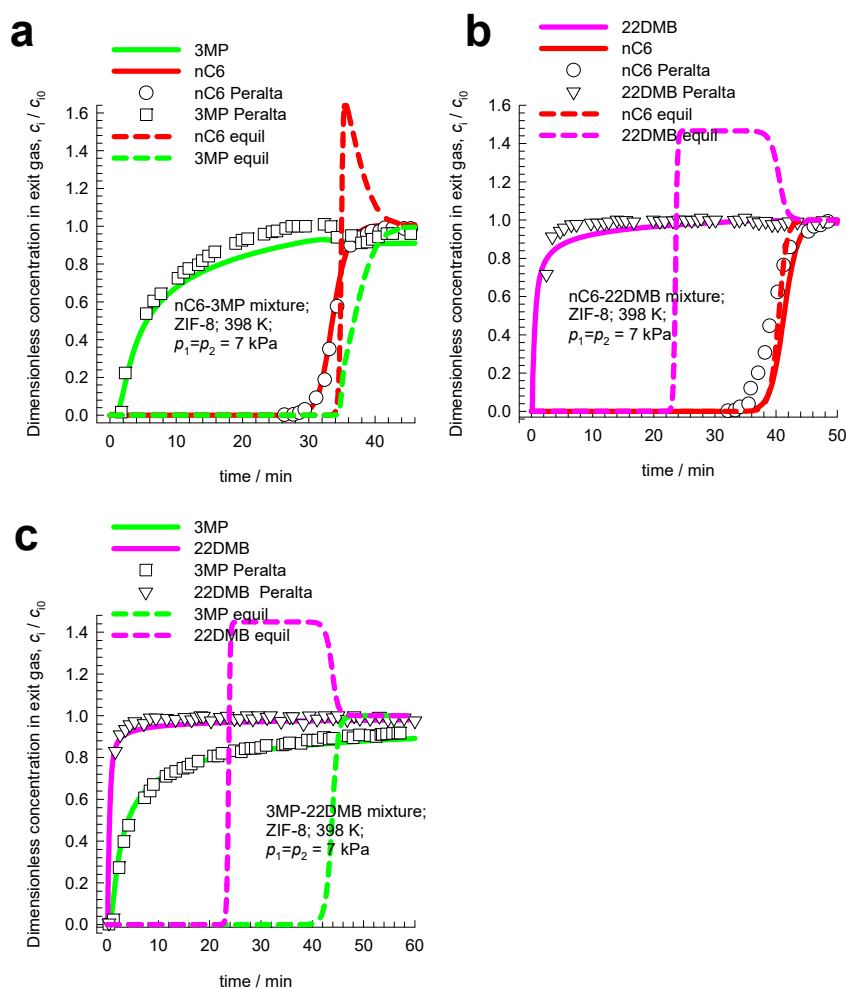 a
3MP
nC6
nC6 Peralta
3MP Peralta
nC6 equil
3MP equil
Dimensionless concentration in exit gas, ci / ci0
1.6
1.4
1.2
1.0
0.8
0.6
0.4
0.2
0.0
nC6-3MP mixture;
ZIF-8; 398 K;
p1=p2 = 7 kPa
0 10 20 30 40
time / min
b
22DMB
nC6
nC6 Peralta
22DMB Peralta
nC6 equil
22DMB equil
Dimensionless concentration in exit gas, ci / ci0
1.6
1.4
1.2
1.0
0.8
0.6
0.4
0.2
0.0
nC6-22DMB mixture;
ZIF-8; 398 K;
p1=p2 = 7 kPa
0 10 20 30 40 50
time / min
c
3MP
22DMB
3MP Peralta
22DMB Peralta
3MP equil
22DMB equil
Dimensionless concentration in exit gas, ci / ci0
1.4
1.2
1.0
0.8
0.6
0.4
0.2
0.0
3MP-22DMB mixture;
ZIF-8; 398 K;
p1=p2 = 7 kPa
0 10 20 30 40 50 60
time / min